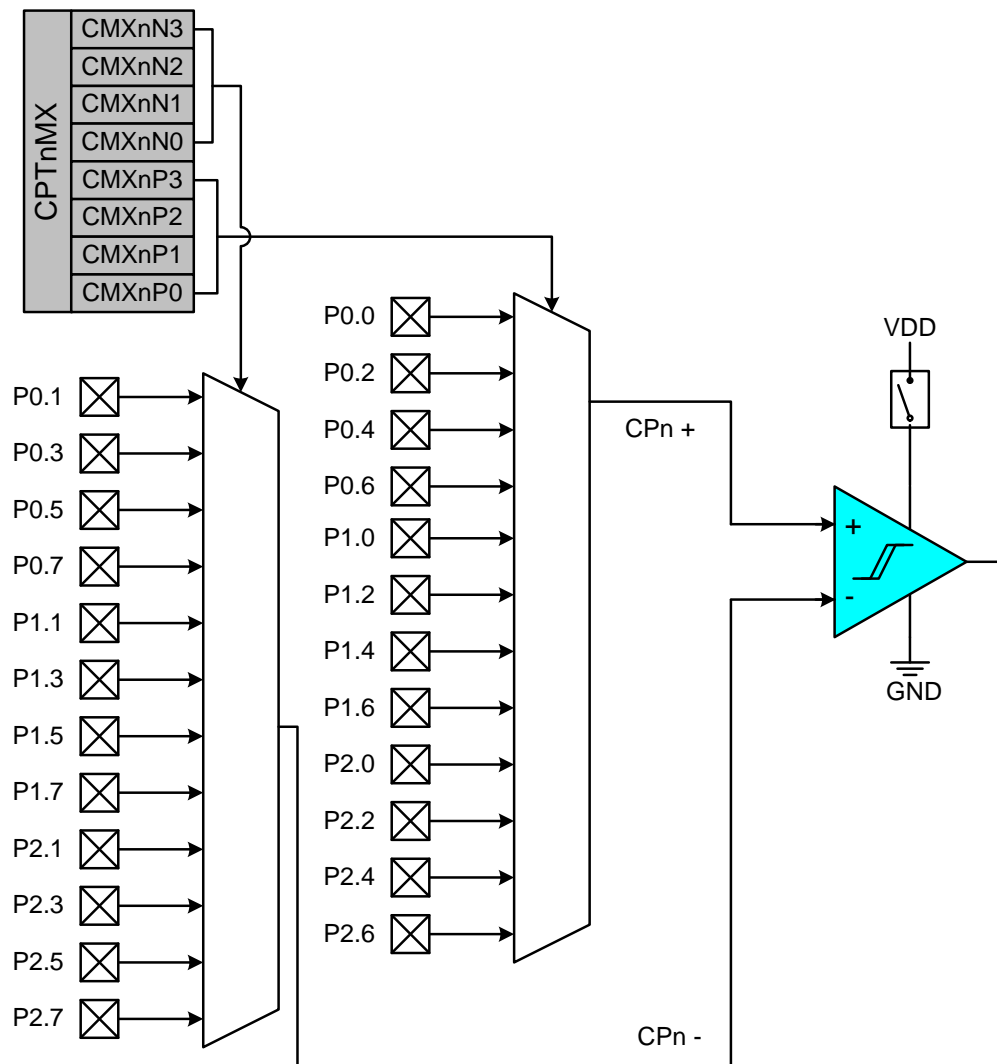 CPTnMX
CMXnN3
CMXnN2
CMXnN1
CMXnN0
CMXnP3
CMXnP2
CMXnP1
CMXnP0
P0.1
P0.3
P0.5
P0.7
P1.1
P1.3
P1.5
P1.7
P2.1
P2.3
P2.5
P2.7
P0.0
P0.2
P0.4
P0.6
P1.0
P1.2
P1.4
P1.6
P2.0
P2.2
P2.4
P2.6
CPn +
CPn -
VDD
+
-
GND